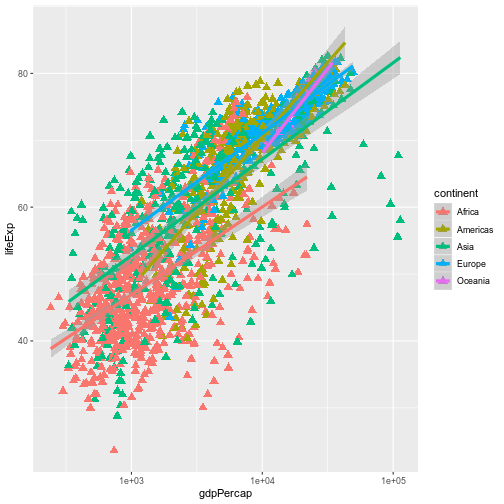 80
60
40
lifeExp
1e+03
1e+04
1e+05
gdpPercap
continent
Africa
Americas
Asia
Europe
Oceania